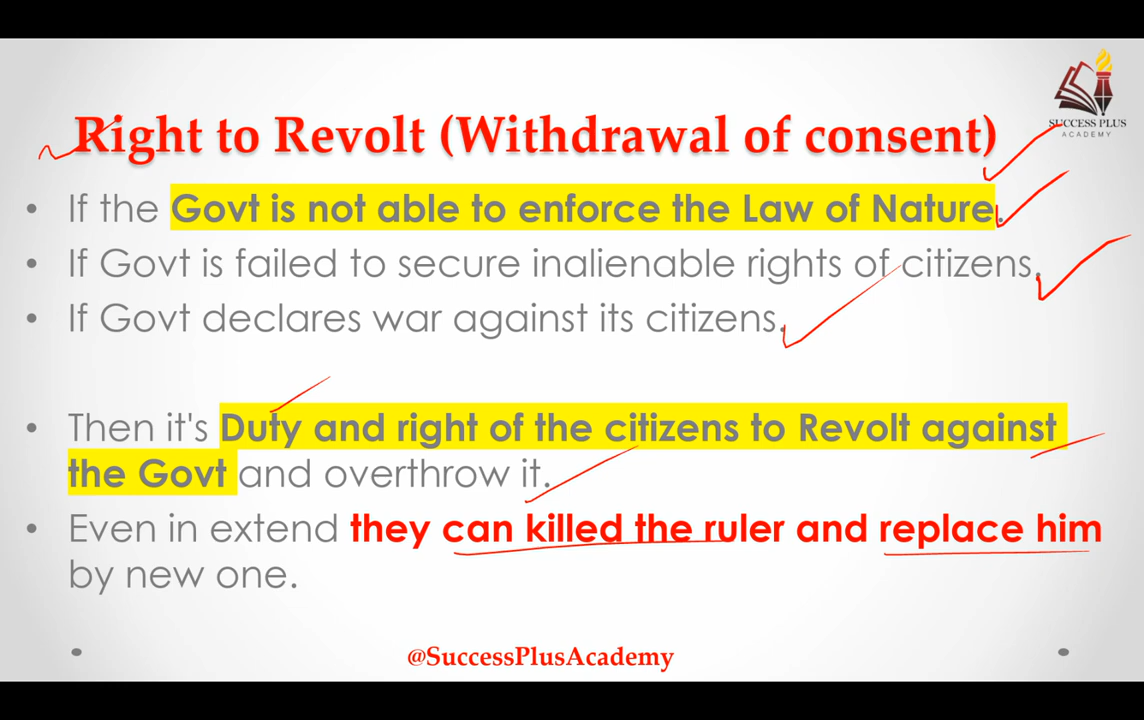 SUCCESS PLUS
ACADEMY
Right to Revolt (Withdrawal of consent)
• If the Govt is not able to enforce the Law of Nature.
• If Govt is failed to secure inalienable rights of citizens.
• If Govt declares war against its citizens.
• Then it's Duty and right of the citizens to Revolt against
the Govt and overthrow it.
• Even in extend they can killed the ruler and replace him
by new one.
@SuccessPlusAcademy